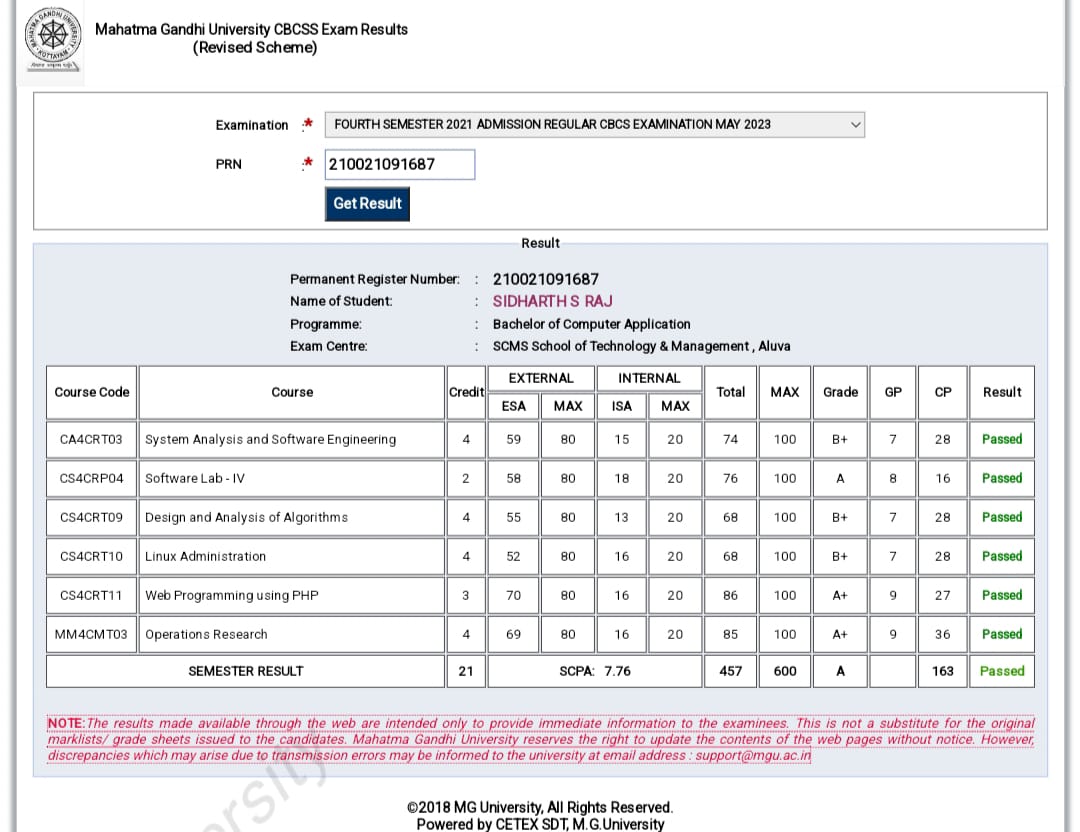 MAHATMA GANDHI UNIVERSITY
KOTTAYAM
Mahatma Gandhi University CBCSS Exam Results
(Revised Scheme)
Examination :* FOURTH SEMESTER 2021 ADMISSION REGULAR CBCS EXAMINATION MAY 2023
PRN :* 210021091687
Get Result
Result
Permanent Register Number: : 210021091687
Name of Student: : SIDHARTH S RAJ
Programme: : Bachelor of Computer Application
Exam Centre: : SCMS School of Technology & Management , Aluva
Course Code Course Credit EXTERNAL INTERNAL Total MAX Grade GP CP Result
ESA MAX ISA MAX
CA4CRT03 System Analysis and Software Engineering 4 59 80 15 20 74 100 B+ 7 28 Passed
CS4CRP04 Software Lab - IV 2 58 80 18 20 76 100 A 8 16 Passed
CS4CRT09 Design and Analysis of Algorithms 4 55 80 13 20 68 100 B+ 7 28 Passed
CS4CRT10 Linux Administration 4 52 80 16 20 68 100 B+ 7 28 Passed
CS4CRT11 Web Programming using PHP 3 70 80 16 20 86 100 A+ 9 27 Passed
MM4CMT03 Operations Research 4 69 80 16 20 85 100 A+ 9 36 Passed
SEMESTER RESULT 21 SCPA: 7.76 457 600 A 163 Passed
NOTE:The results made available through the web are intended only to provide immediate information to the examinees. This is not a substitute for the original
marklists/ grade sheets issued to the candidates. Mahatma Gandhi University reserves the right to update the contents of the web pages without notice. However,
discrepancies which may arise due to transmission errors may be informed to the university at email address : support@mgu.ac.in
ersity
©2018 MG University, All Rights Reserved.
Powered by CETEX SDT, M.G.University